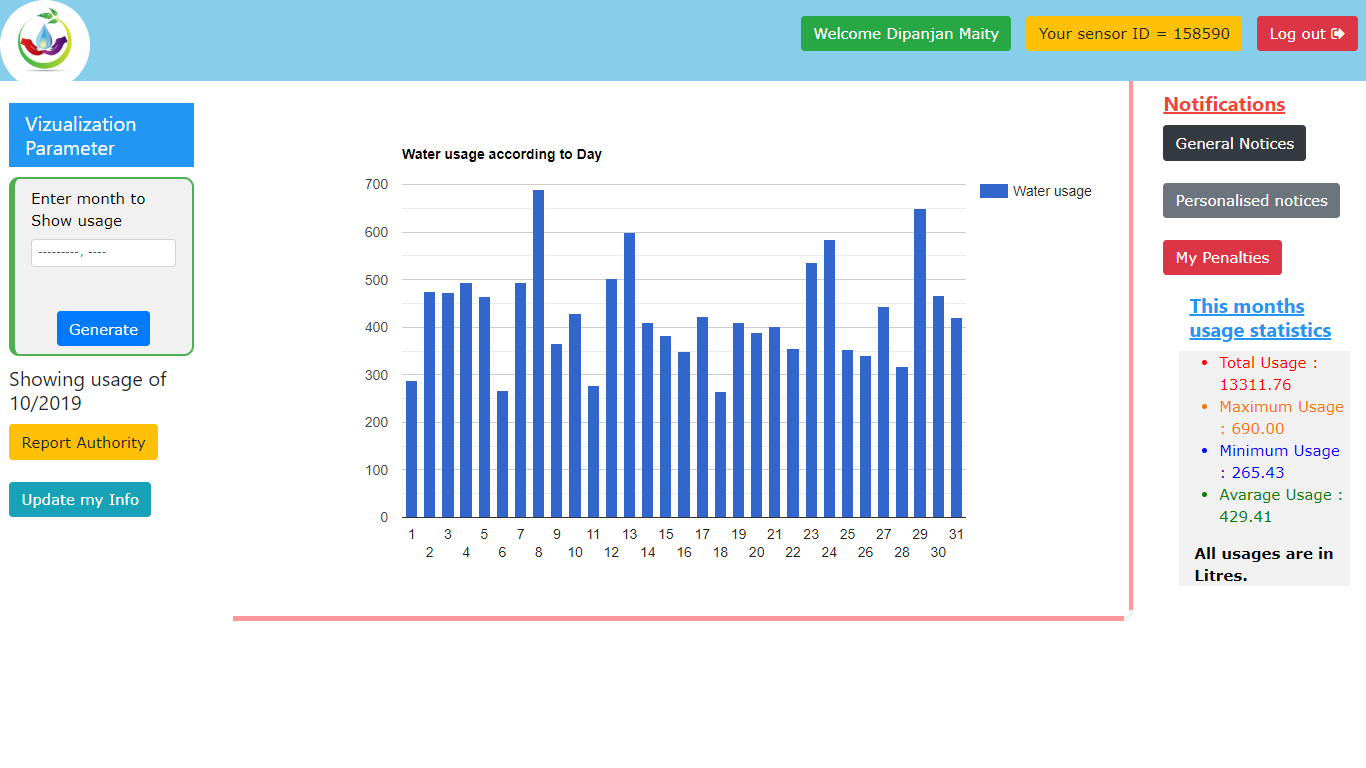 Welcome Dipanjan Maity
Your sensor ID = 158590
Log out
Vizualization
Parameter
Enter month to
Show usage
---------, ----
Generate
Showing usage of
10/2019
Report Authority
Update my Info
Water usage according to Day
Water usage
700
600
500
400
300
200
100
0
1 3 5 7 9 11 13 15 17 19 21 23 25 27 29 31
2 4 6 8 10 12 14 16 18 20 22 24 26 28 30
Notifications
General Notices
Personalised notices
My Penalties
This months
usage statistics
Total Usage :
13311.76
Maximum Usage
: 690.00
Minimum Usage
: 265.43
Avarage Usage :
429.41
All usages are in
Litres.